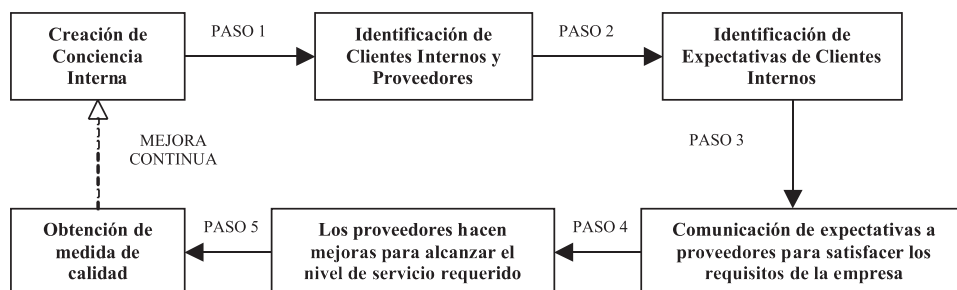 Creación de
Conciencia
Interna
PASO 1
Identificación de
Clientes Internos y
Proveedores
PASO 2
Identificación de
Expectativas de Clientes
Internos
PASO 3
MEJORA
CONTINUA
Obtención de
medida de
calidad
PASO 5
Los proveedores hacen
mejoras para alcanzar el
nivel de servicio requerido
PASO 4
Comunicación de expectativas a
proveedores para satisfacer los
requisitos de la empresa